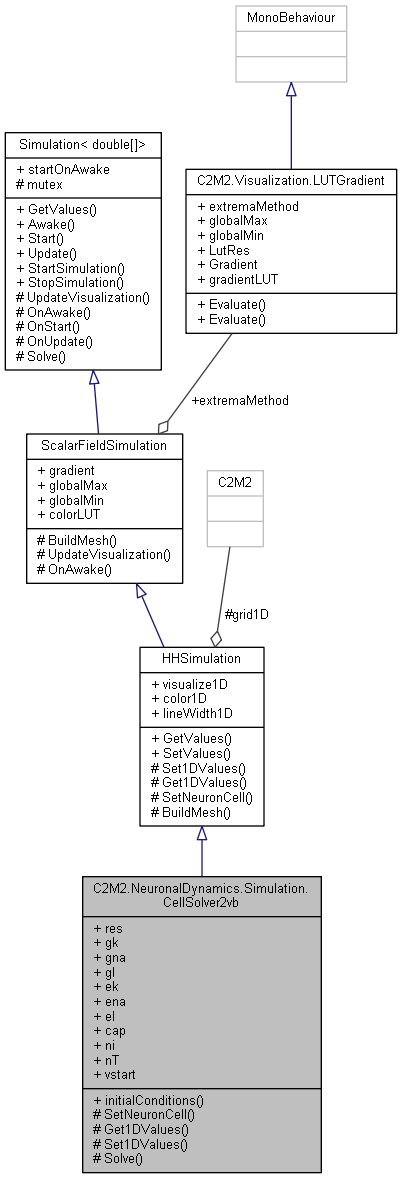 MonoBehaviour
Simulation< double[]>
+ startOnAwake
# mutex
+ GetValues()
+ Awake()
+ Start()
+ Update()
+ StartSimulation()
+ StopSimulation()
# UpdateVisualization()
# OnAwake()
# OnStart()
# OnUpdate()
# Solve()
C2M2.Visualization.LUTGradient
+ extremaMethod
+ globalMax
+ globalMin
+ LutRes
+ Gradient
+ gradientLUT
+ Evaluate()
+ Evaluate()
+extremaMethod
ScalarFieldSimulation
+ gradient
+ globalMax
+ globalMin
+ colorLUT
# BuildMesh()
# UpdateVisualization()
# OnAwake()
C2M2
#grid1D
HHSimulation
+ visualize1D
+ color1D
+ lineWidth1D
+ GetValues()
+ SetValues()
# Set1DValues()
# Get1DValues()
# SetNeuronCell()
# BuildMesh()
C2M2.NeuronalDynamics.Simulation.
CellSolver2vb
+ res
+ gk
+ gna
+ gl
+ ek
+ ena
+ el
+ cap
+ ni
+ nT
+ vstart
+ initialConditions()
# SetNeuronCell()
# Get1DValues()
# Set1DValues()
# Solve()